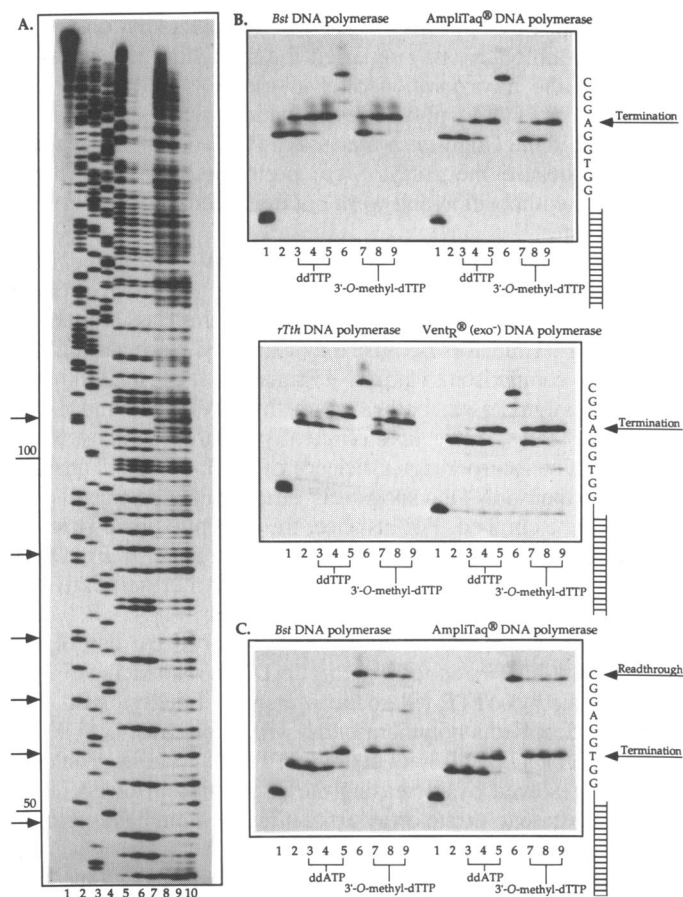 A.
100
50
1 2 3 4 5 6 7 8 9 10
B.
Bst DNA polymerase
AmpliTaq® DNA polymerase
C
G
G
A
G
G
T
G
G
Termination
1 2 3 4 5 6 7 8 9
ddTTP
3'-O-methyl-dTTP
1 2 3 4 5 6 7 8 9
ddTTP
3'-O-methyl-dTTP
rTth DNA polymerase
VentR® (exo-) DNA polymerase
C
G
G
A
G
G
T
G
G
Termination
1 2 3 4 5 6 7 8 9
ddTTP
3'-O-methyl-dTTP
1 2 3 4 5 6 7 8 9
ddTTP
3'-O-methyl-dTTP
C.
Bst DNA polymerase
AmpliTaq® DNA polymerase
Readthrough
C
G
G
A
G
G
T
G
G
Termination
1 2 3 4 5 6 7 8 9
ddATP
3'-O-methyl-dTTP
1 2 3 4 5 6 7 8 9
ddATP
3'-O-methyl-dTTP